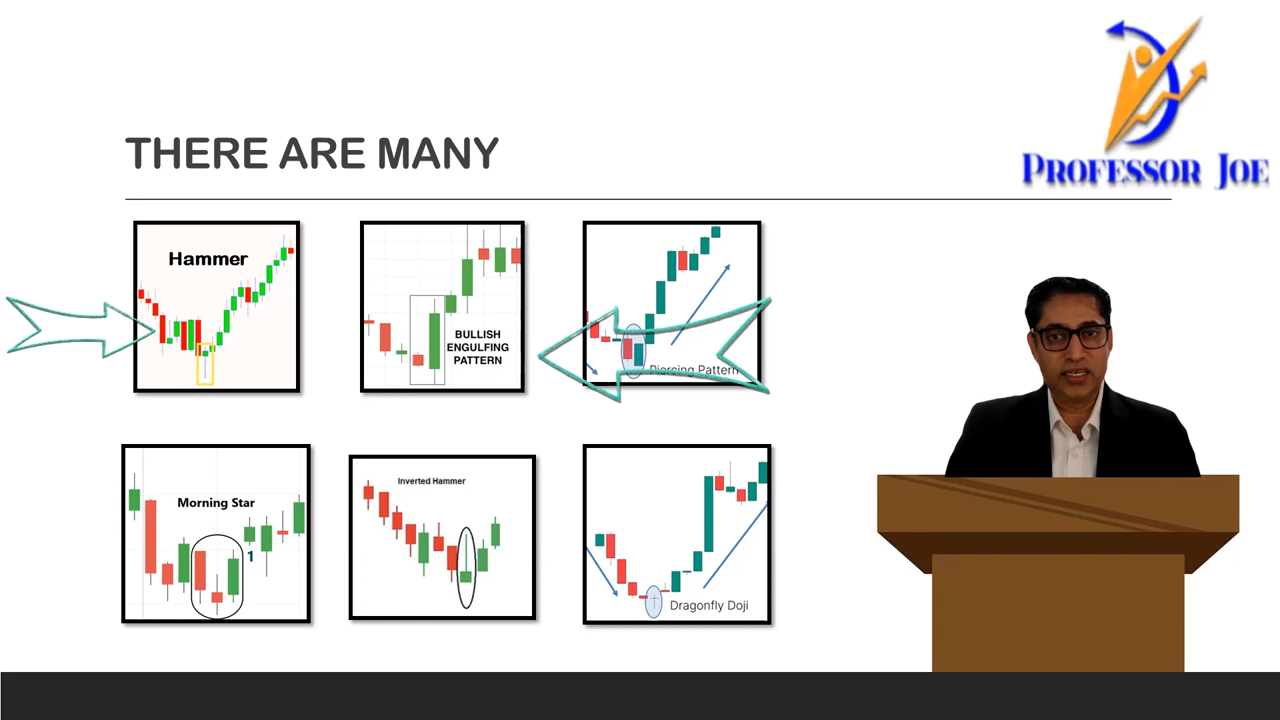 THERE ARE MANY
PROFESSOR JOE
Hammer
BULLISH
ENGULFING
PATTERN
Piercing Pattern
Morning Star
1
Inverted Hammer
Dragonfly Doji